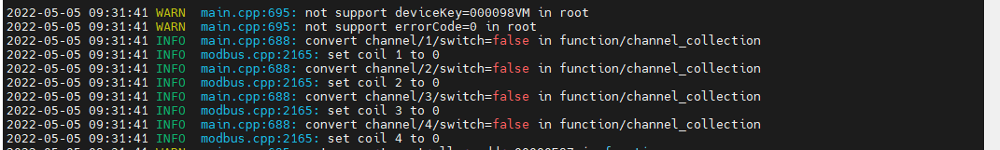 2022-05-05 09:31:41 WARN  main.cpp:695: not support deviceKey=000098VM in root
2022-05-05 09:31:41 WARN  main.cpp:695: not support errorCode=0 in root
2022-05-05 09:31:41 INFO  main.cpp:688: convert channel/1/switch=false in function/channel_collection
2022-05-05 09:31:41 INFO  modbus.cpp:2165: set coil 1 to 0
2022-05-05 09:31:41 INFO  main.cpp:688: convert channel/2/switch=false in function/channel_collection
2022-05-05 09:31:41 INFO  modbus.cpp:2165: set coil 2 to 0
2022-05-05 09:31:41 INFO  main.cpp:688: convert channel/3/switch=false in function/channel_collection
2022-05-05 09:31:41 INFO  modbus.cpp:2165: set coil 3 to 0
2022-05-05 09:31:41 INFO  main.cpp:688: convert channel/4/switch=false in function/channel_collection
2022-05-05 09:31:41 INFO  modbus.cpp:2165: set coil 4 to 0